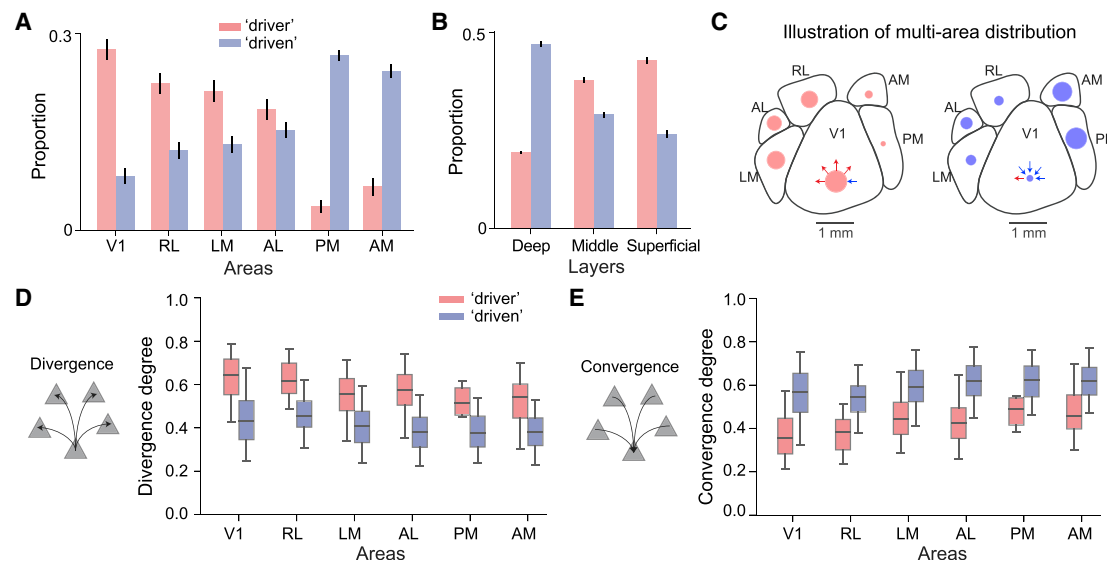 A
0.3
0
Proportion
'driver'
'driven'
V1 RL LM AL PM AM
Areas
B
0.5
0
Proportion
Deep Middle Superficial
Layers
C
Illustration of multi-area distribution
RL
AM
AL
V1
PM
LM
1 mm
RL
AM
AL
V1
LM
1 mm
D
Divergence
Divergence degree
1.0
0.8
0.6
0.4
0.2
0.0
'driver'
'driven'
V1 RL LM AL PM AM
Areas
E
Convergence
Convergence degree
1.0
0.8
0.6
0.4
0.2
0.0
V1 RL LM AL PM AM
Areas